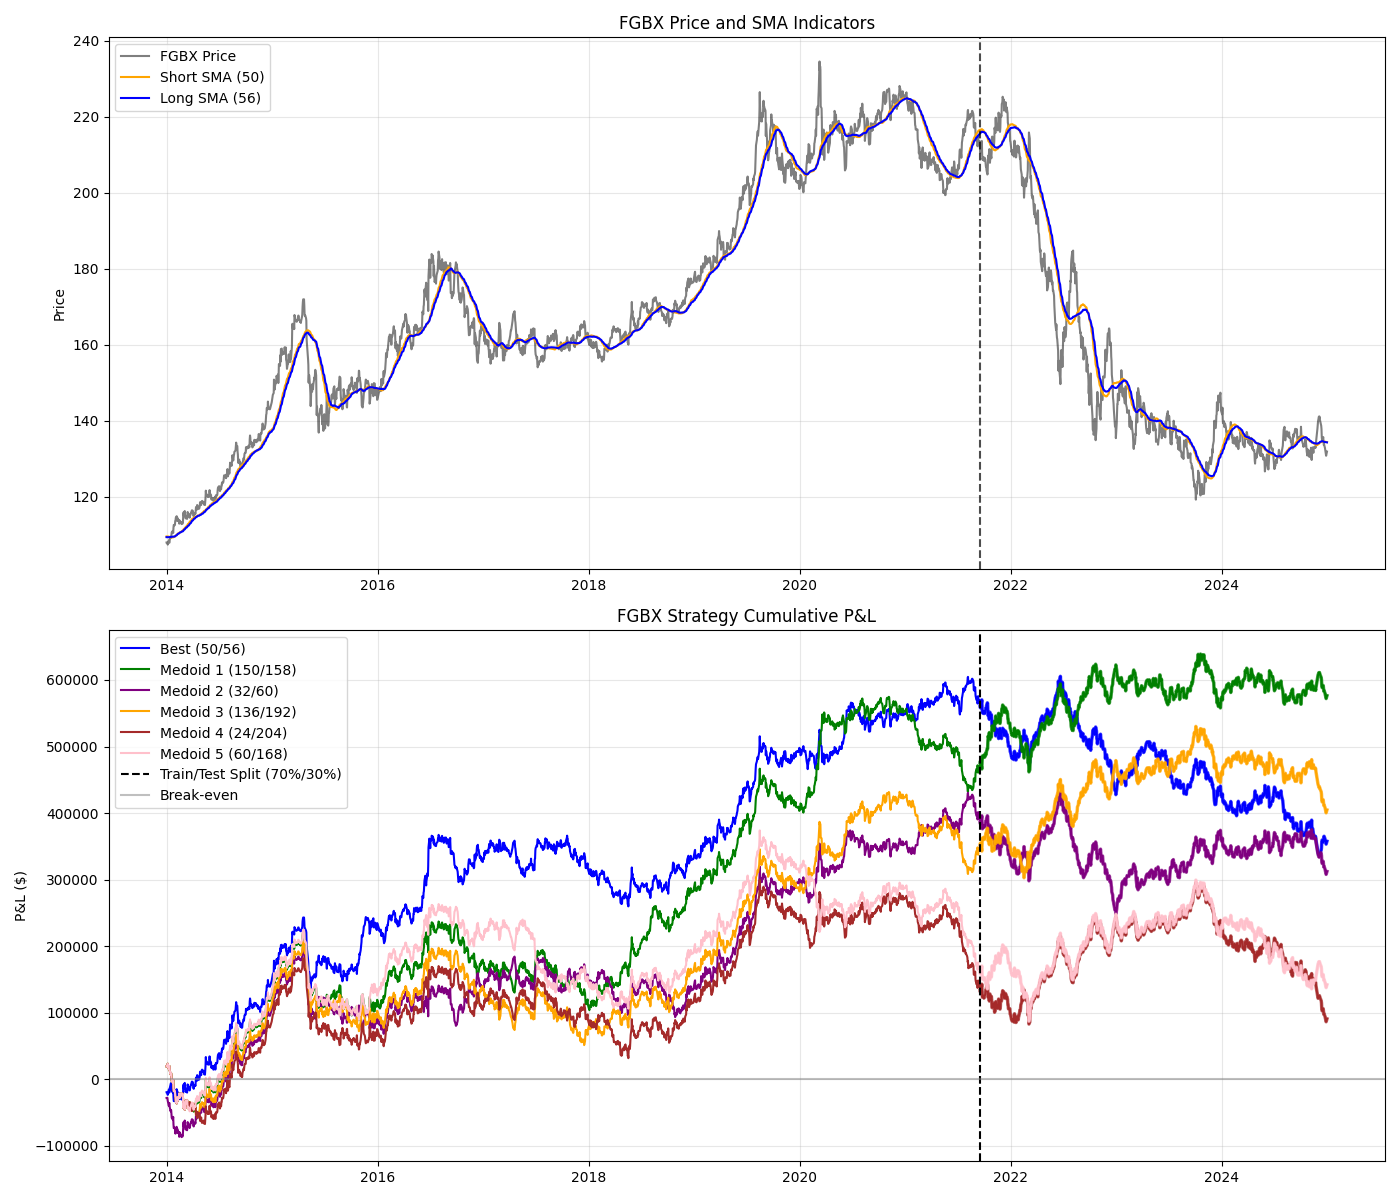 FGBX Price and SMA Indicators
FGBX Price
Short SMA (50)
Long SMA (56)
Price
240
220
200
180
160
140
120
2014
2016
2018
2020
2022
2024
FGBX Strategy Cumulative P&L
Best (50/56)
Medoid 1 (150/158)
Medoid 2 (32/60)
Medoid 3 (136/192)
Medoid 4 (24/204)
Medoid 5 (60/168)
Train/Test Split (70%/30%)
Break-even
P&L ($)
600000
500000
400000
300000
200000
100000
0
−100000
2014
2016
2018
2020
2022
2024